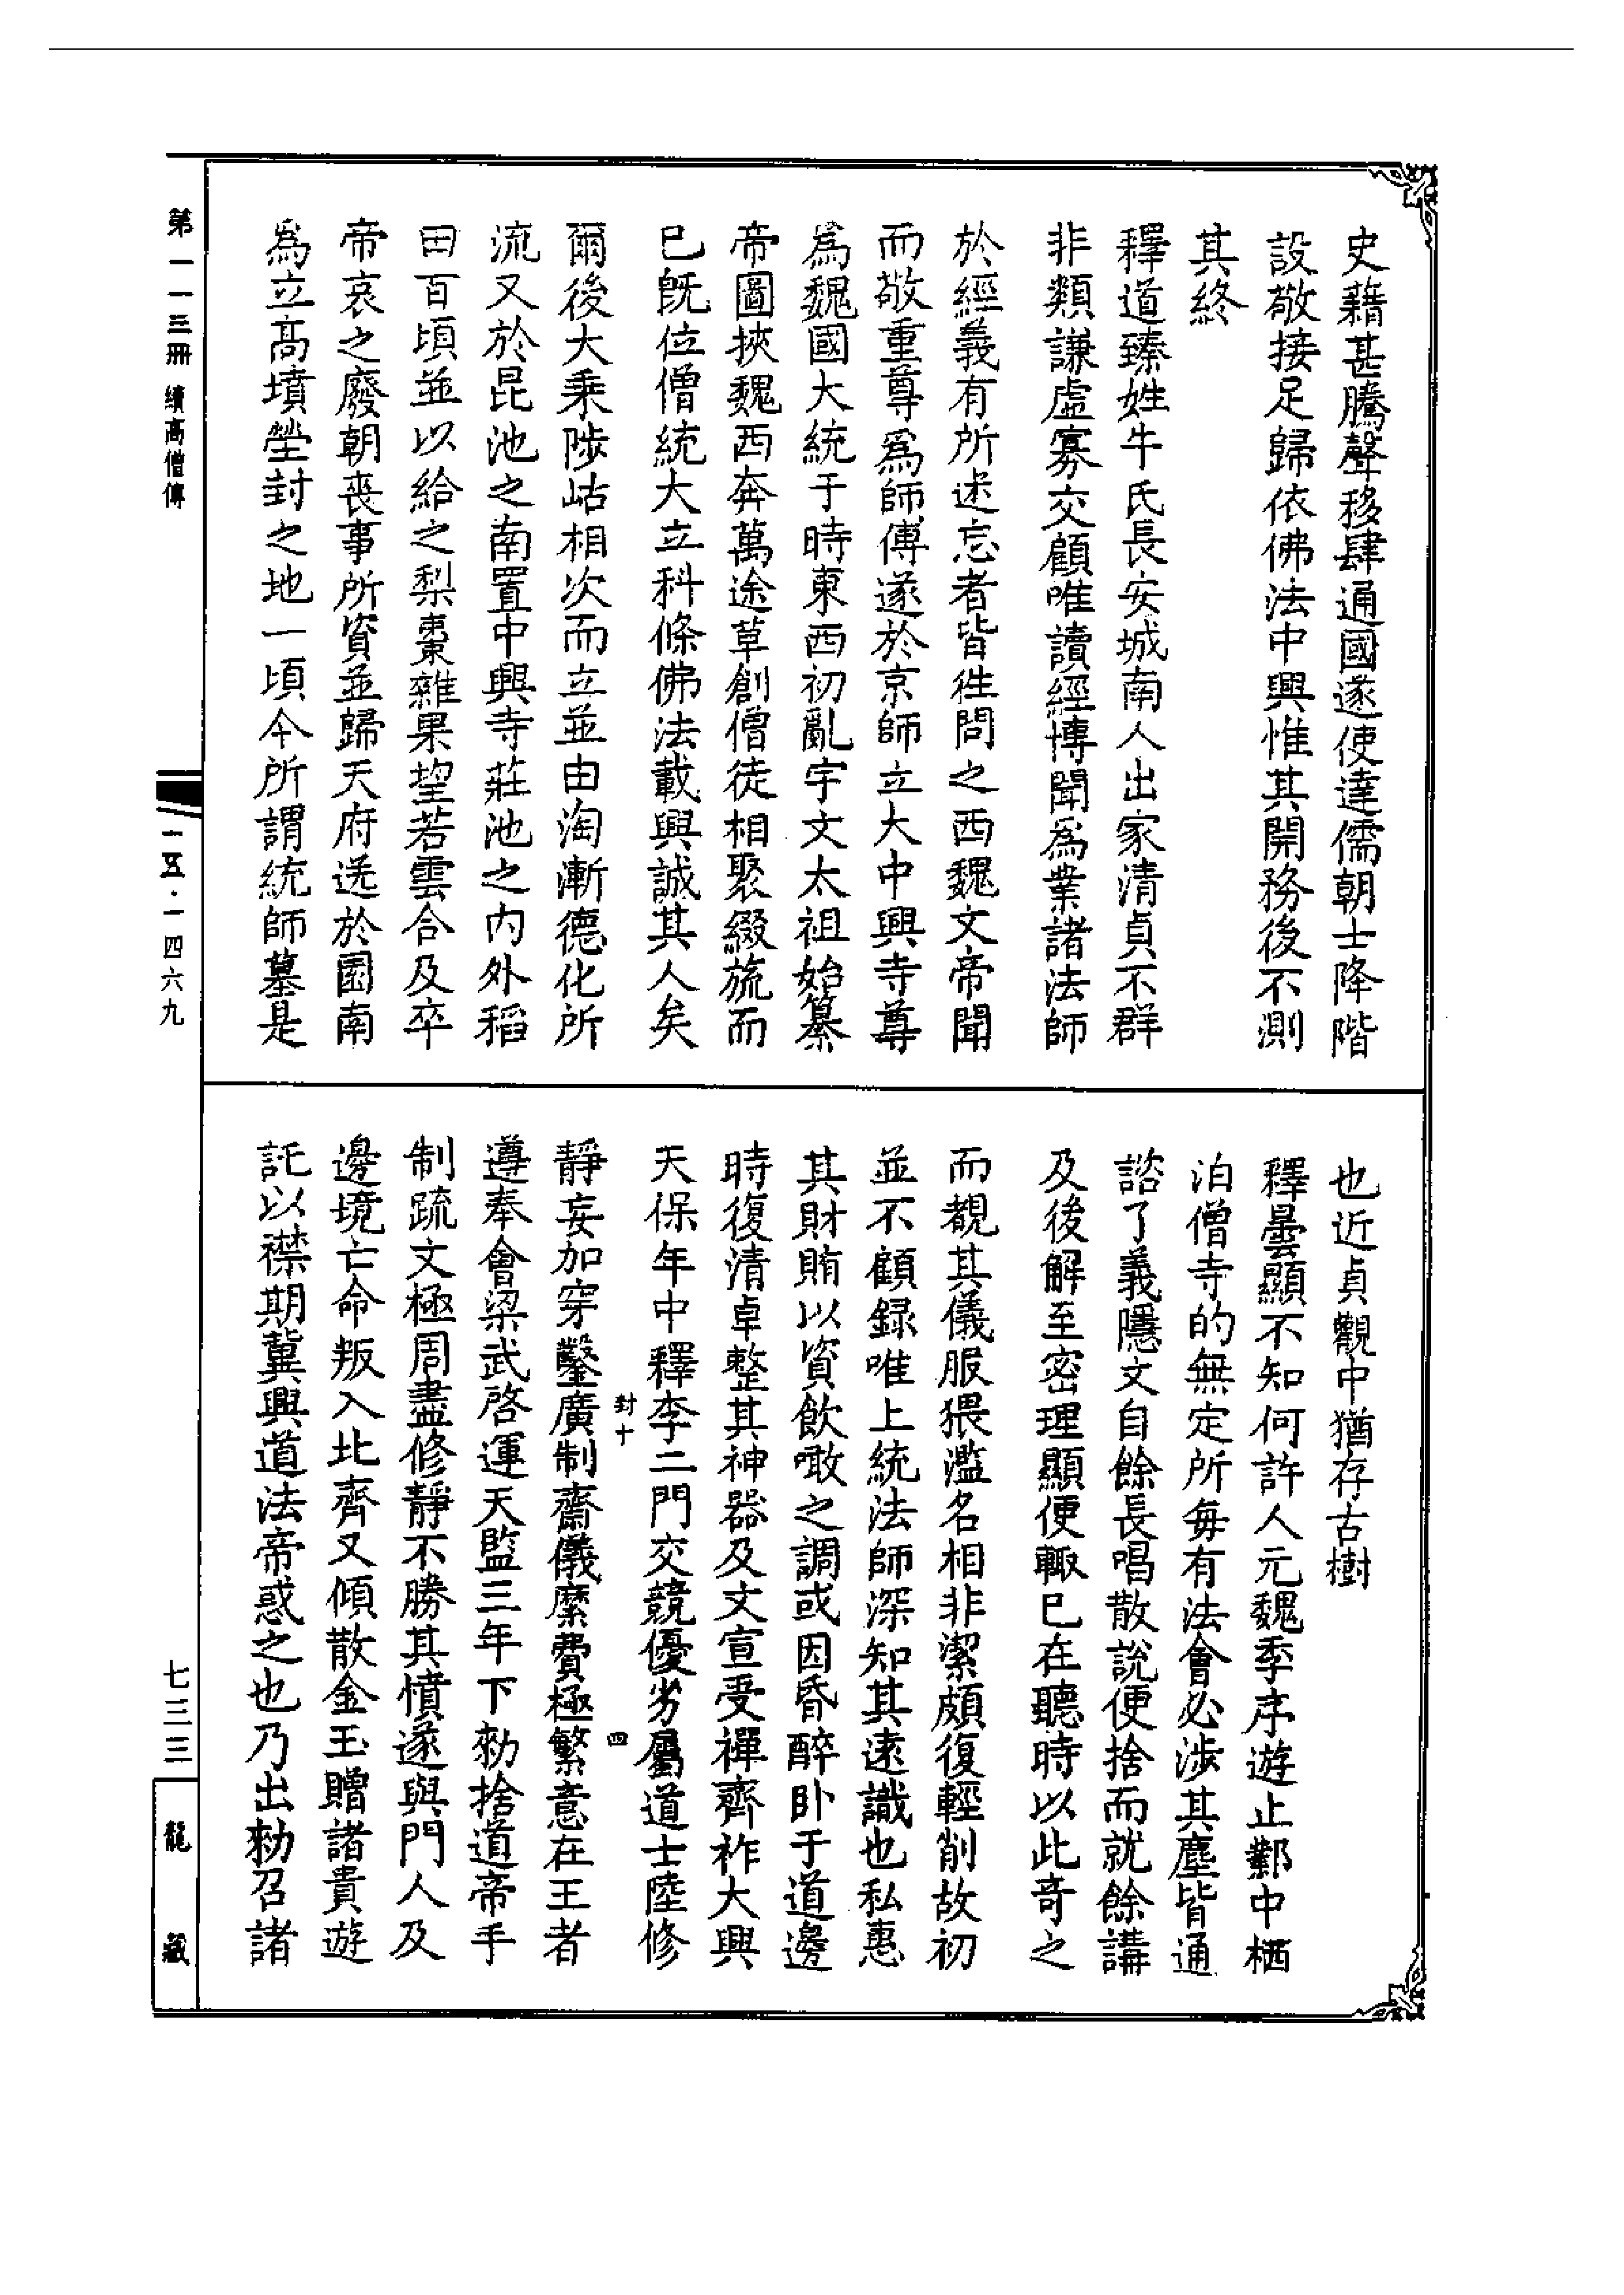 史藉甚騰聲移肆通國遂使達儒朝士降階
設敬接足歸依佛法中興惟其開務後不測
其終
釋道臻姓牛氏長安城南人出家清貞不群
非類謙虛寡交顧唯讀經博聞為業諸法師
於經義有所迷忘者皆徃問之西魏文帝聞
而敬重尊為師傅遂於京師立大中興寺尊
為魏國大統于時東西初亂宇文太祖始纂
帝圖挾魏西奔萬途草創僧徒相聚綴旒而
巳旣位僧統大立科條佛法載興誠其人矣
爾後大乘陟岵相次而立並由淘漸德化所
流又於昆池之南置中興寺莊池之內外稻
田百頃並以給之梨棗雜果望若雲合及卒
帝哀之廢朝喪事所資並歸天府送於園南
為立高墳塋封之地一頃今所謂統師墓是
也近貞觀中猶存古樹
釋曇顯不知何許人元魏季序遊止鄴中栖
泊僧寺的無定所每有法會必涉其塵皆通
諮了義隱文自餘長唱散說便捨而就餘講
及後解至密理顯便輙巳在聽時以此奇之
而覩其儀服猥濫名相非潔頗復輕削故初
並不顧錄唯上統法師深知其遠識也私惠
其財賄以資飲噉之調或因昏醉卧于道邊
時復清卓整其神器及文宣受禪齊祚大興
天保年中釋李二門交競優劣屬道士陸修
靜妄加穿鑿廣制齋儀縻費極繁意在王者
遵奉會梁武啓運天監三年下勑捨道帝手
制疏文極周盡修靜不勝其憤遂與門人及
邊境亡命叛入北齊又傾散金玉贈諸貴遊
託以襟期冀興道法帝惑之也乃出勑召諸
封十
四
第一一三冊 續高僧傳
一五·一四六九
七三三
龍藏